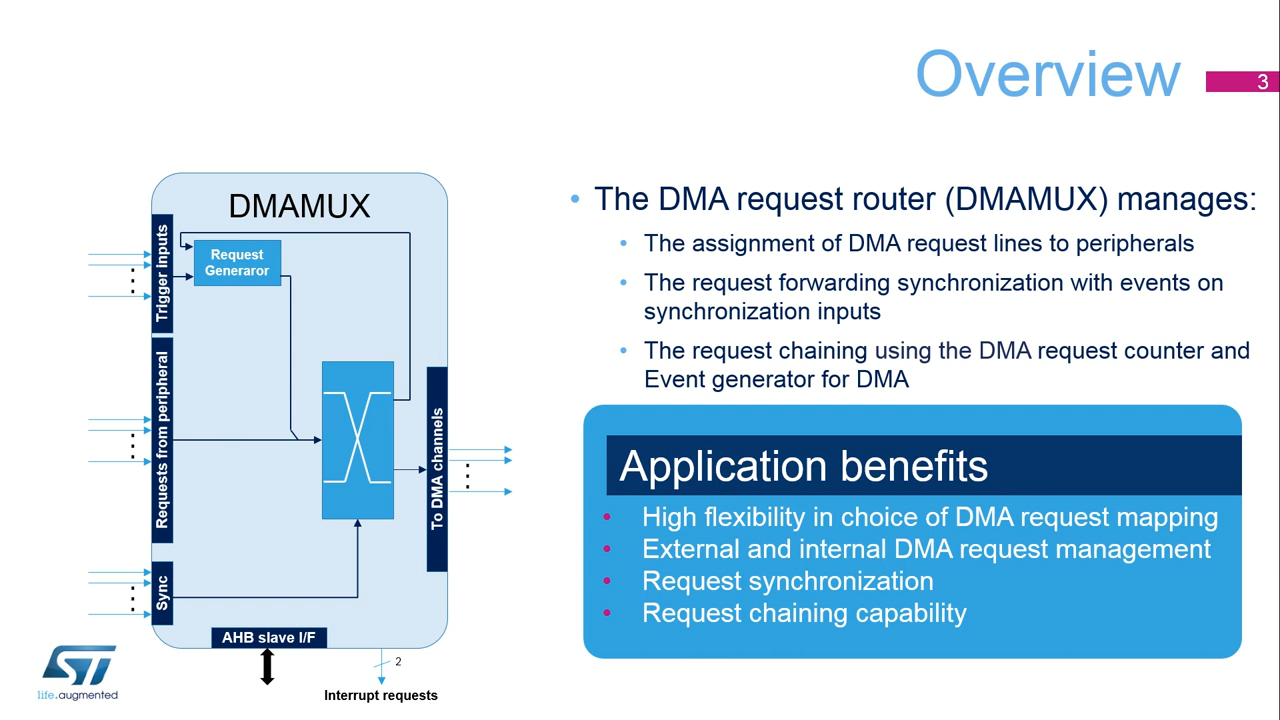 Overview
3
DMAMUX
Trigger inputs
Request
Generaror
Requests from peripheral
To DMA channels
Sync
AHB slave I/F
2
Interrupt requests
ST
life.augmented
• The DMA request router (DMAMUX) manages:
• The assignment of DMA request lines to peripherals
• The request forwarding synchronization with events on
synchronization inputs
• The request chaining using the DMA request counter and
Event generator for DMA
Application benefits
• High flexibility in choice of DMA request mapping
• External and internal DMA request management
• Request synchronization
• Request chaining capability